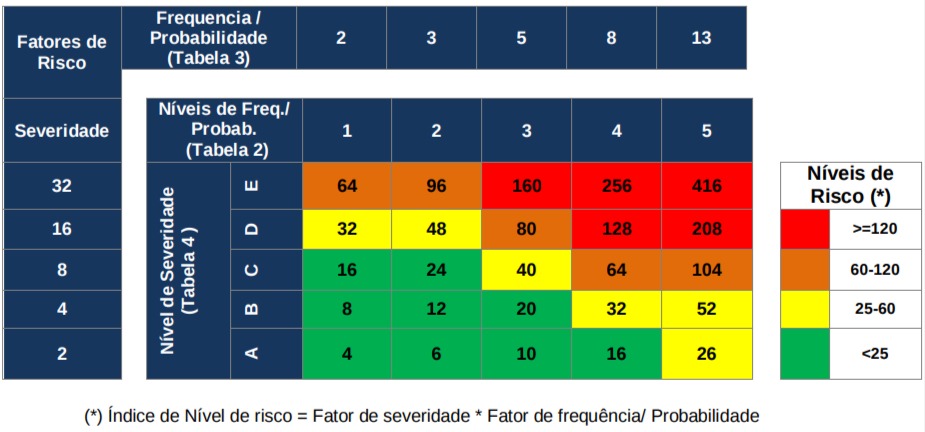 Fatores de
Risco
Frequencia /
Probabilidade
(Tabela 3)
2 3 5 8 13
Severidade
Níveis de Freq./
Probab.
(Tabela 2)
1 2 3 4 5
Nível de Severidade
(Tabela 4 )
32 E 64 96 160 256 416
16 D 32 48 80 128 208
8 C 16 24 40 64 104
4 B 8 12 20 32 52
2 A 4 6 10 16 26
Níveis de
Risco (*)
>=120
60-120
25-60
<25
(*) Índice de Nível de risco = Fator de severidade * Fator de frequência/ Probabilidade